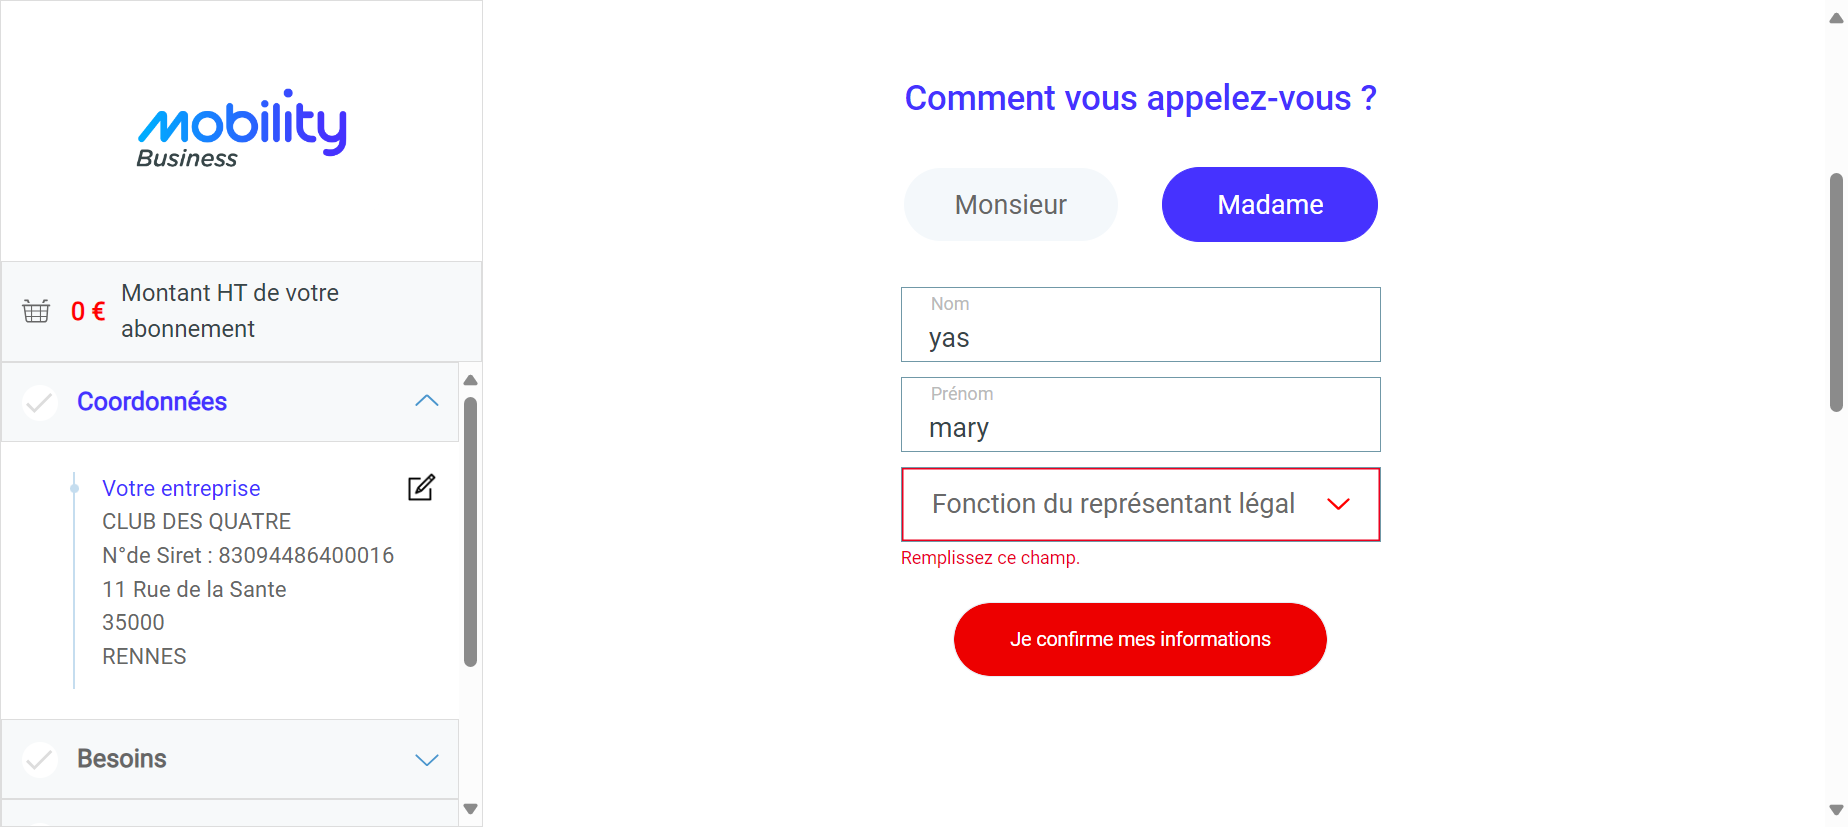 mobility
Business
0 €
Montant HT de votre
abonnement
Coordonnées
Votre entreprise
CLUB DES QUATRE
N°de Siret : 83094486400016
11 Rue de la Sante
35000
RENNES
Besoins
Comment vous appelez-vous ?
Monsieur
Madame
Nom
yas
Prénom
mary
Fonction du représentant légal
Remplissez ce champ.
Je confirme mes informations